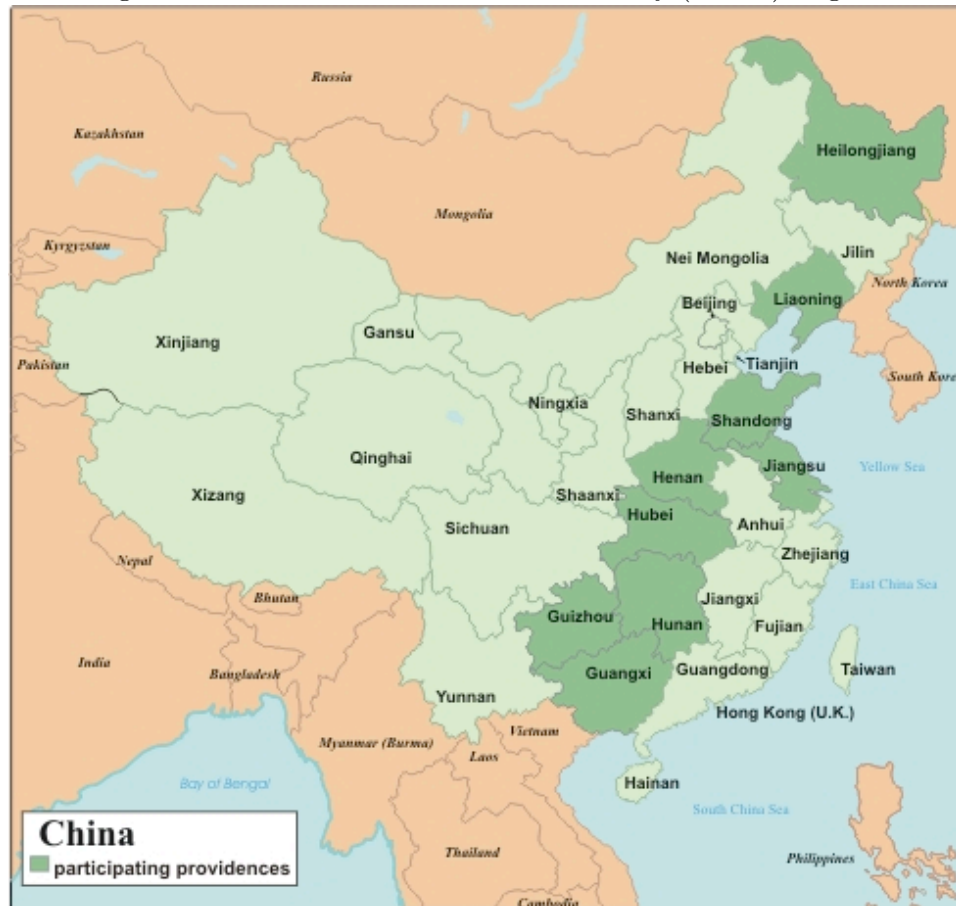 Russia
Kazakhstan
Heilongjiang
Mongolia
Kyrgyzstan
Jilin
Nei Mongolia
North Korea
Beijing
Liaoning
Gansu
Xinjiang
Pakistan
Hebei
Tianjin
South Kore
Ningxia
Shanxi
Shandong
Qinghai
Jiangsu
Yellow Sea
Henan
Xizang
Shaanxi
Hubei
Sichuan
Anhui
Zhejiang
Nepal
East China Sea
Bhutan
Jiangxi
Guizhou
Hunan
Fujian
India
Bangladesh
Guangxi
Guangdong
Taiwan
Yunnan
Hong Kong (U.K.)
Vietnam
Myanmar (Burma)
Laos
Bay of Bengal
Hainan
South China Sea
China
participating providences
Thailand
Philippines
Cambodia